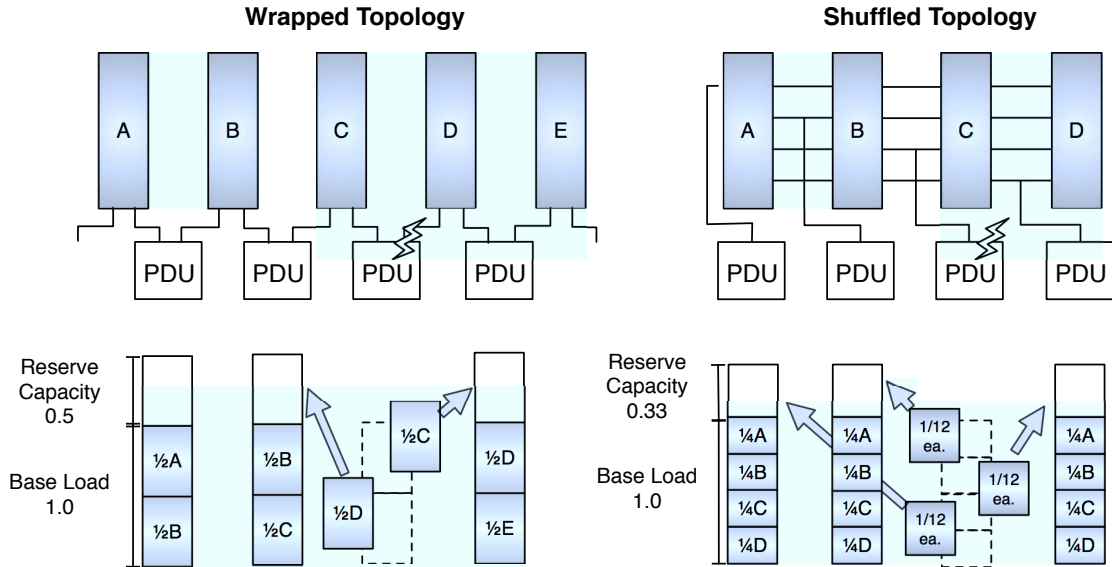 Wrapped Topology
A
B
C
D
E
PDU
PDU
PDU
PDU
Reserve
Capacity
0.5
Base Load
1.0
½A
½B
½B
½C
½D
½C
½D
½E
Shuffled Topology
A
B
C
D
PDU
PDU
PDU
PDU
Reserve
Capacity
0.33
Base Load
1.0
¼A
¼B
¼C
¼D
¼A
¼B
¼C
¼D
1/12
ea.
1/12
ea.
1/12
ea.
¼A
¼B
¼C
¼D